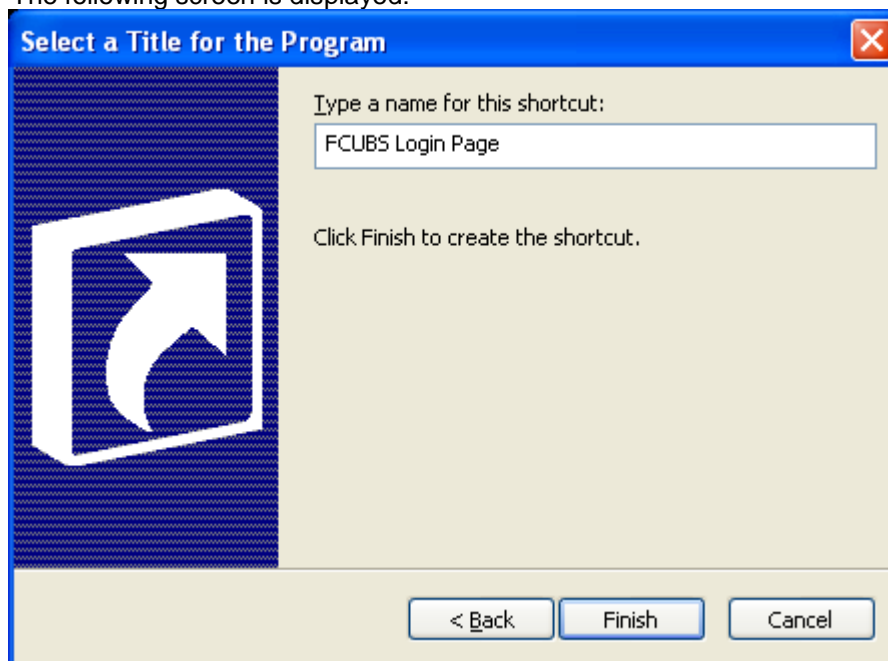 The following screen is displayed.
Select a Title for the Program
Type a name for this shortcut:
FCUBS Login Page
Click Finish to create the shortcut.
< Back
Finish
Cancel